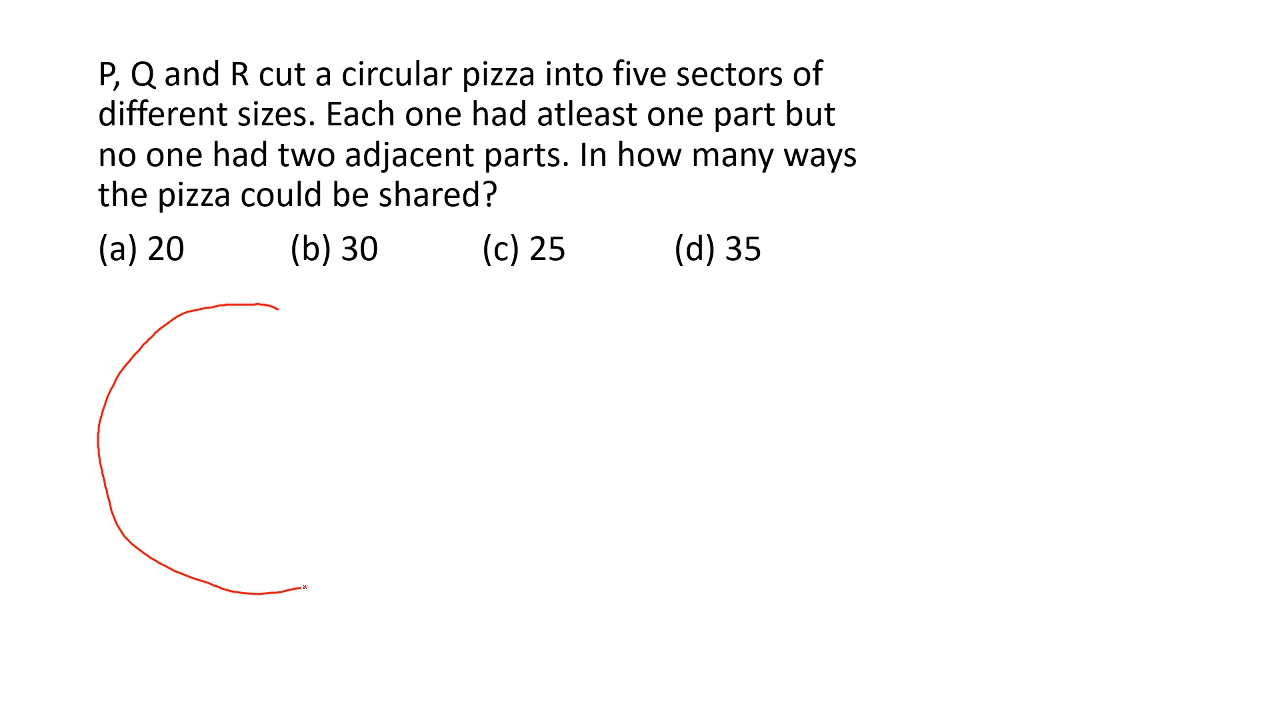 P, Q and R cut a circular pizza into five sectors of
different sizes. Each one had atleast one part but
no one had two adjacent parts. In how many ways
the pizza could be shared?
(a) 20 (b) 30 (c) 25 (d) 35